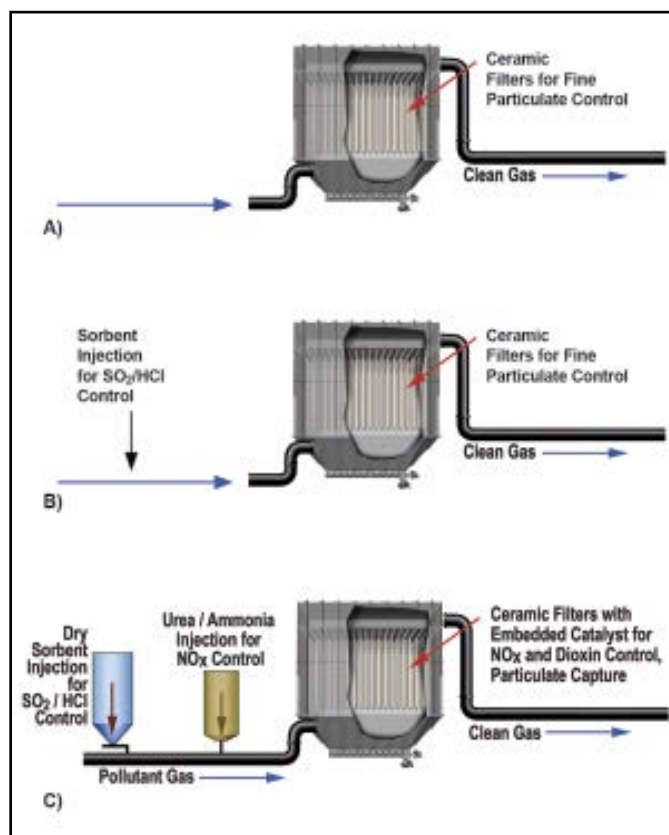 Ceramic
Filters for Fine
Particulate Control
Clean Gas
A)
Sorbent
Injection
for SO₂/HCl
Control
Ceramic
Filters for Fine
Particulate Control
Clean Gas
B)
Dry
Sorbent
Injection
for
SO₂ / HCl
Control
Urea / Ammonia
Injection for
NOx Control
Ceramic Filters with
Embedded Catalyst for
NOx and Dioxin Control,
Particulate Capture
Clean Gas
Pollutant Gas
C)